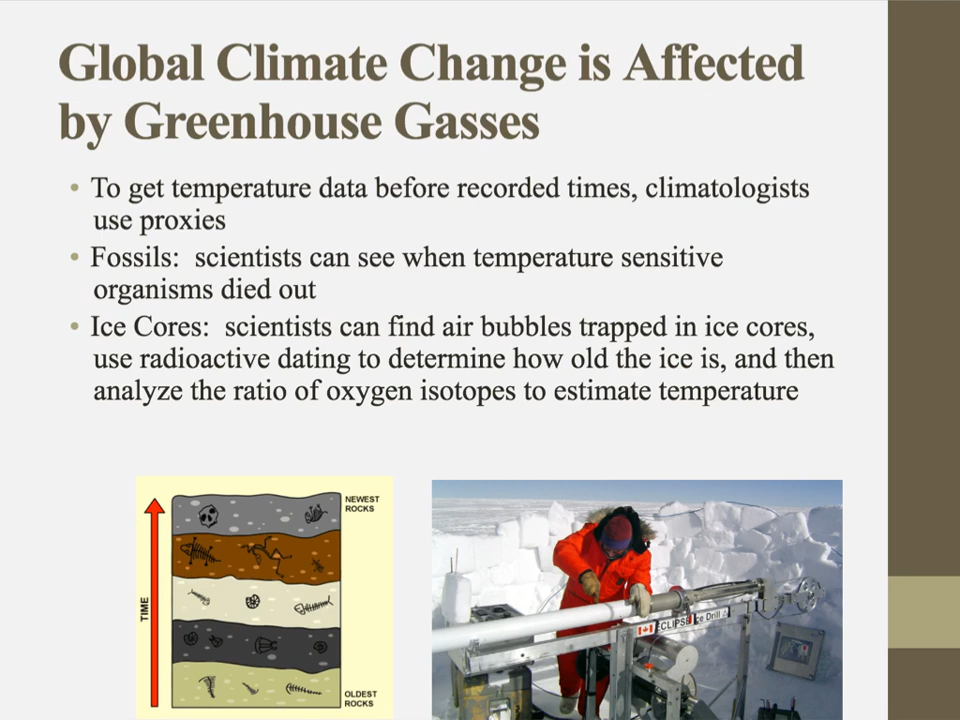 Global Climate Change is Affected
by Greenhouse Gasses
• To get temperature data before recorded times, climatologists
use proxies
• Fossils:  scientists can see when temperature sensitive
organisms died out
• Ice Cores:  scientists can find air bubbles trapped in ice cores,
use radioactive dating to determine how old the ice is, and then
analyze the ratio of oxygen isotopes to estimate temperature
NEWEST
ROCKS
TIME
OLDEST
ROCKS
ECLIPSE Ice Drill